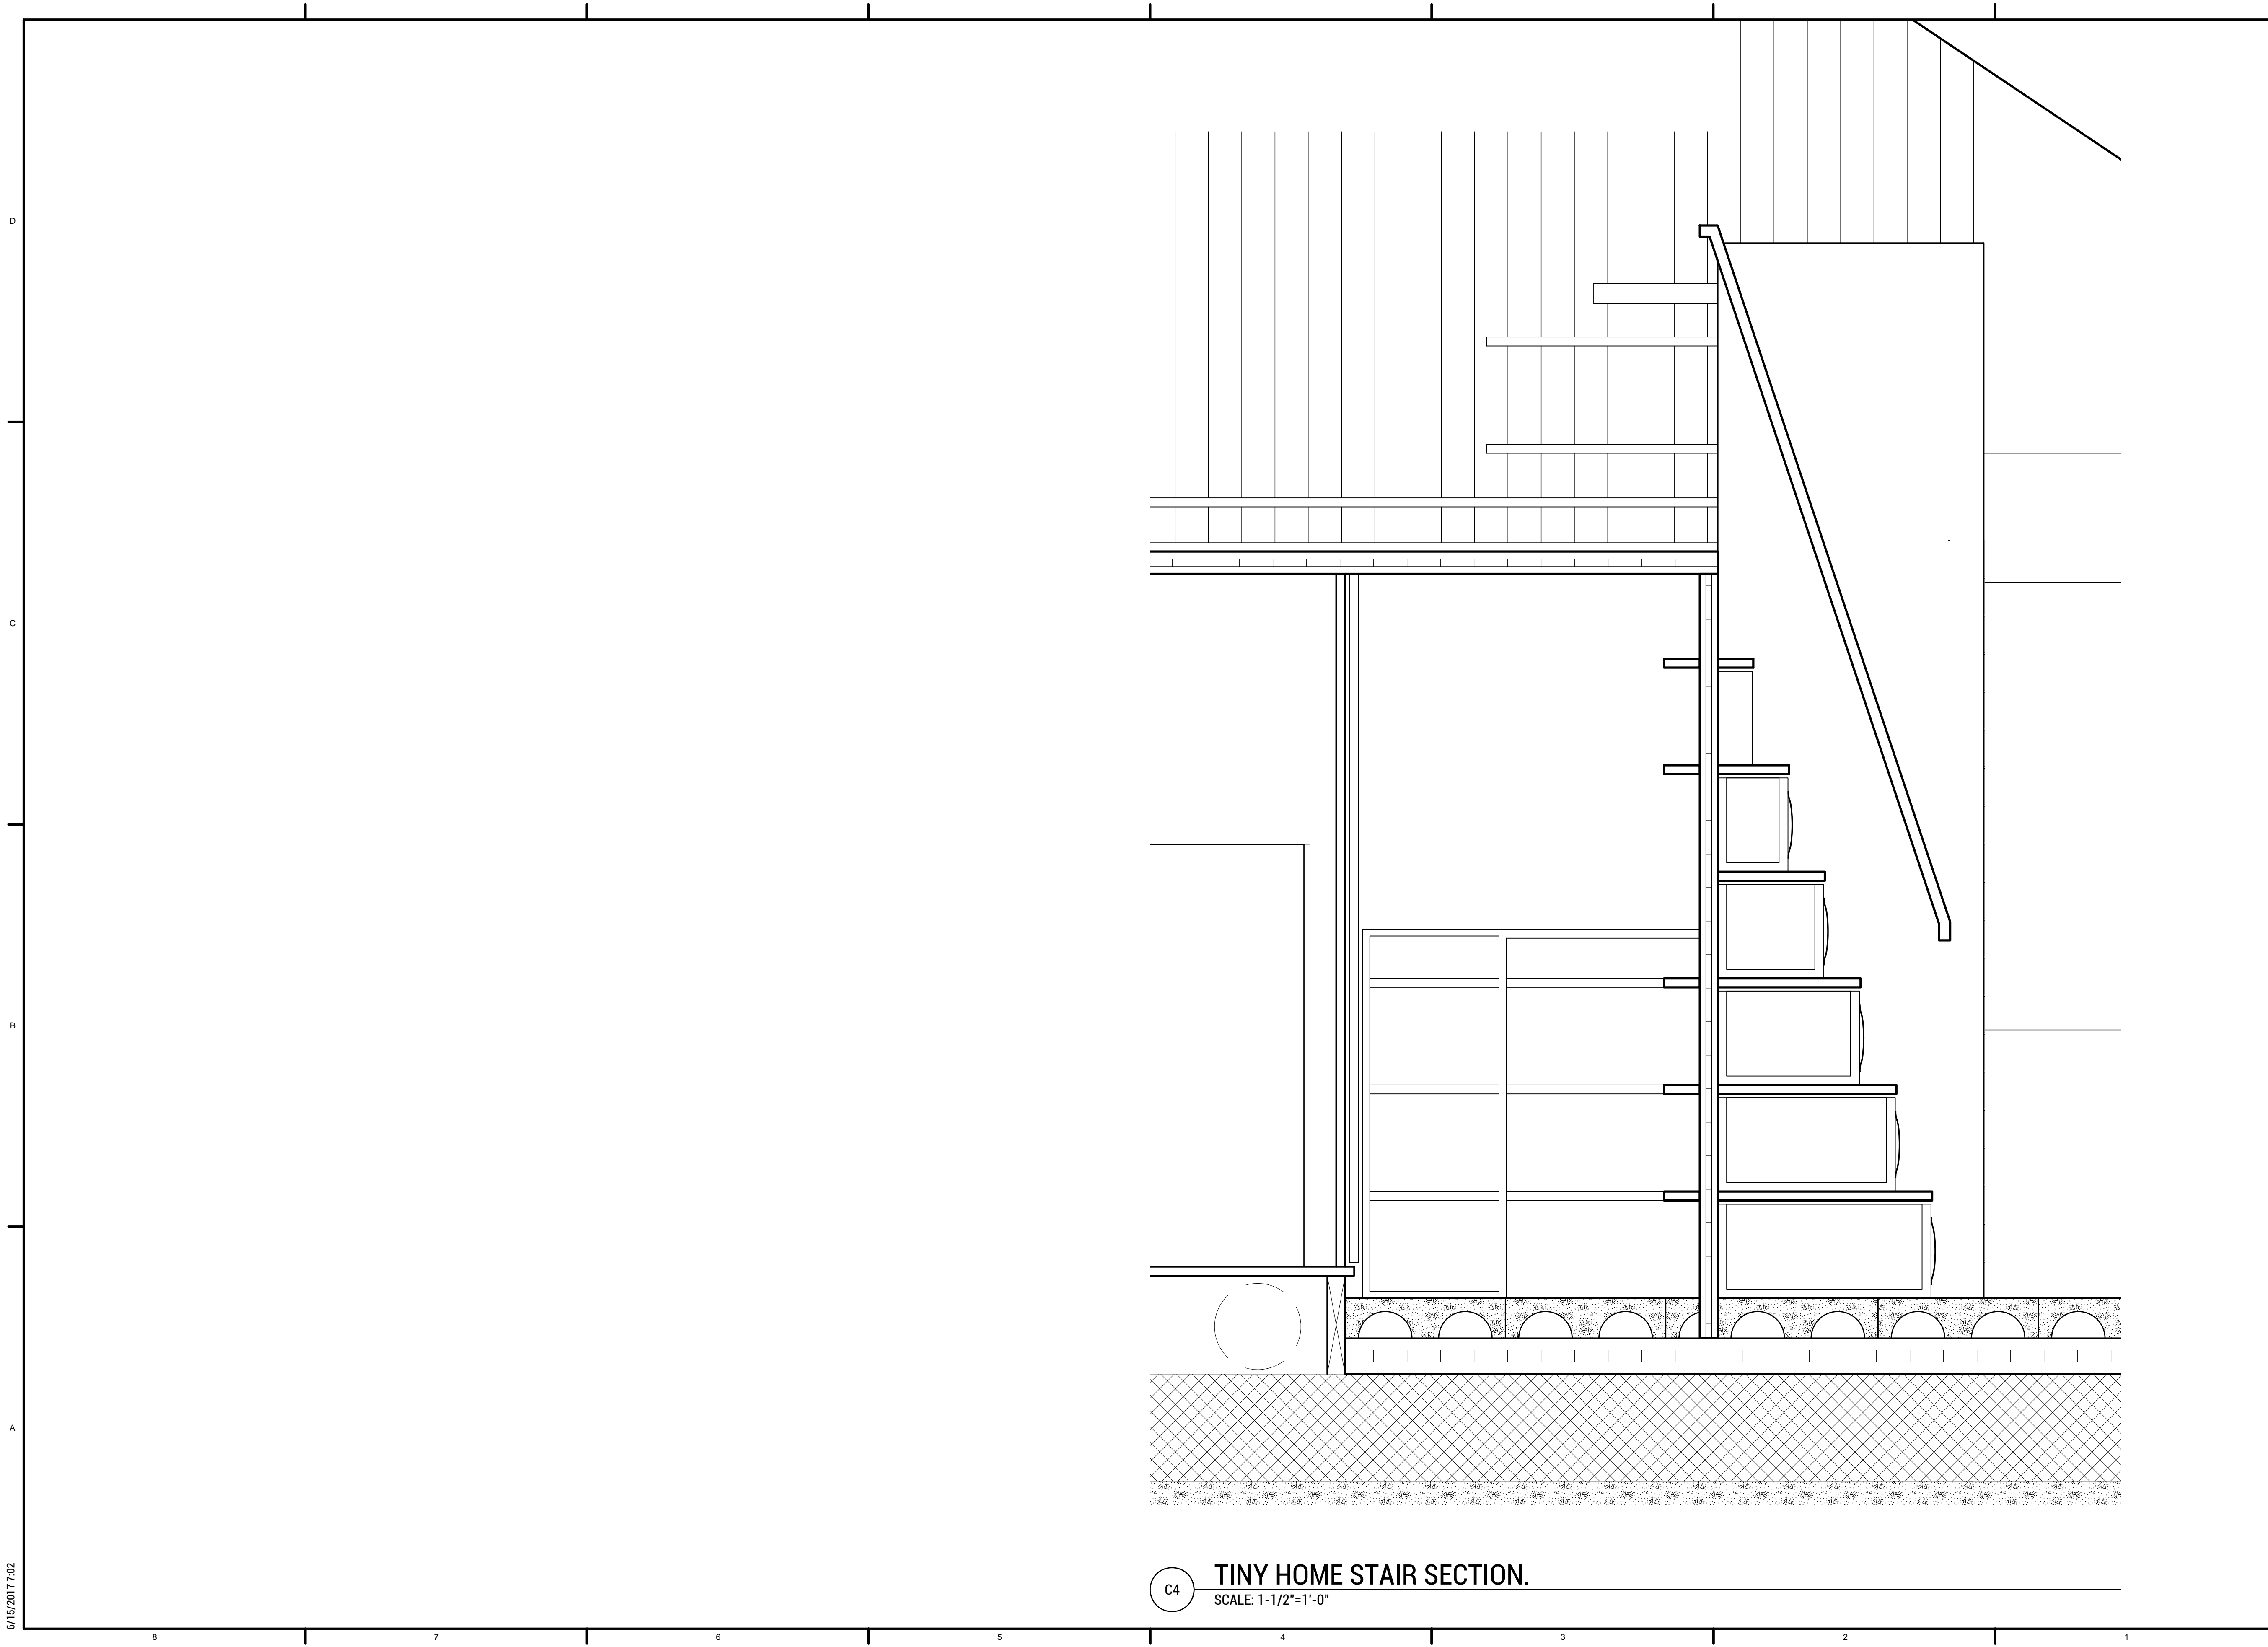 D
C
B
A
6/15/2017 7:02
C4
TINY HOME STAIR SECTION.
SCALE: 1-1/2"=1'-0"
8 7 6 5 4 3 2 1